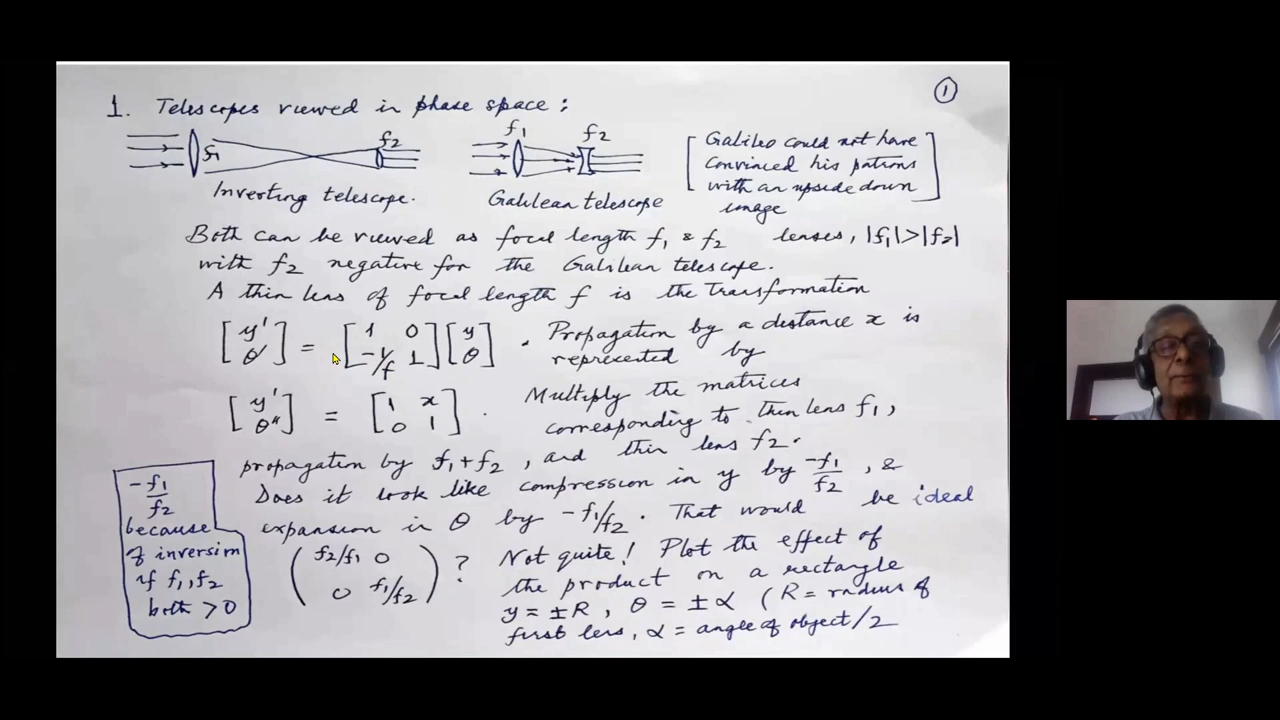 ①
1. Telescopes viewed in phase space :
f1 f2 f1 f2
[ Galileo could not have
convinced his patrons
with an upside down
image ]
Inverting telescope. Galilean telescope
Both can be viewed as focal length f1 & f2 lenses, |f1|>|f2|
with f2 negative for the Galilean telescope.
A thin lens of focal length f is the transformation
[y' θ'] = [1 0 -1/f 1] [y θ] . Propagation by a distance x is
represented by
[y' θ''] = [1 x 0 1] . Multiply the matrices
corresponding to thin lens f1,
propagation by f1+f2, and thin lens f2.
Does it look like compression in y by -f1/f2, &
expansion in θ by -f1/f2. That would be ideal
(f2/f1 0 0 f1/f2) ? Not quite! Plot the effect of
the product on a rectangle
y = ±R, θ = ±α (R = radius of
first lens, α = angle of object/2
-f1/f2
because
of inversion
if f1, f2
both > 0